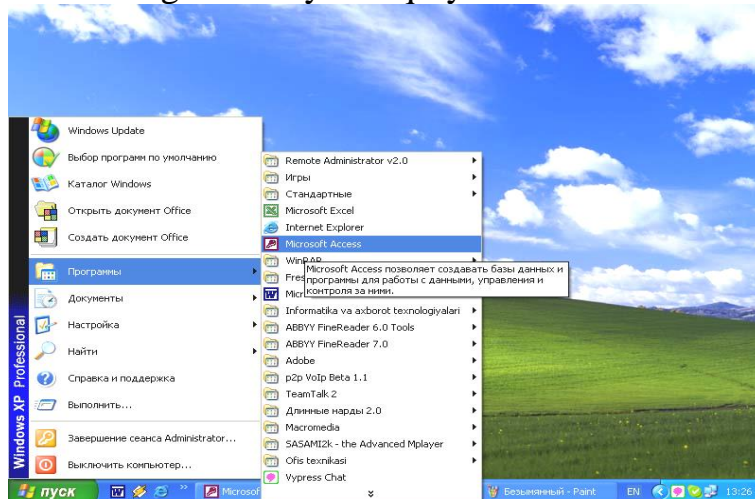 Windows Update
Выбор программ по умолчанию
Каталог Windows
Открыть документ Office
Создать документ Office
Программы
Документы
Настройка
Найти
Справка и поддержка
Выполнить...
Завершение сеанса Administrator...
Выключить компьютер...
Windows XP Professional
Remote Administrator v2.0
Игры
Стандартные
Microsoft Excel
Internet Explorer
Microsoft Access
WinRAR
Microsoft Access позволяет создавать базы данных и
программы для работы с данными, управления и
контроля за ними.
Informatika va axborot texnologiyalari
ABBYY FineReader 6.0 Tools
ABBYY FineReader 7.0
Adobe
p2p VoIp Beta 1.1
TeamTalk 2
Длинные нарды 2.0
Macromedia
SASAMI2k - the Advanced Mplayer
Ofis texnikasi
Vypress Chat
пуск
Безымянный - Paint
EN
13:26